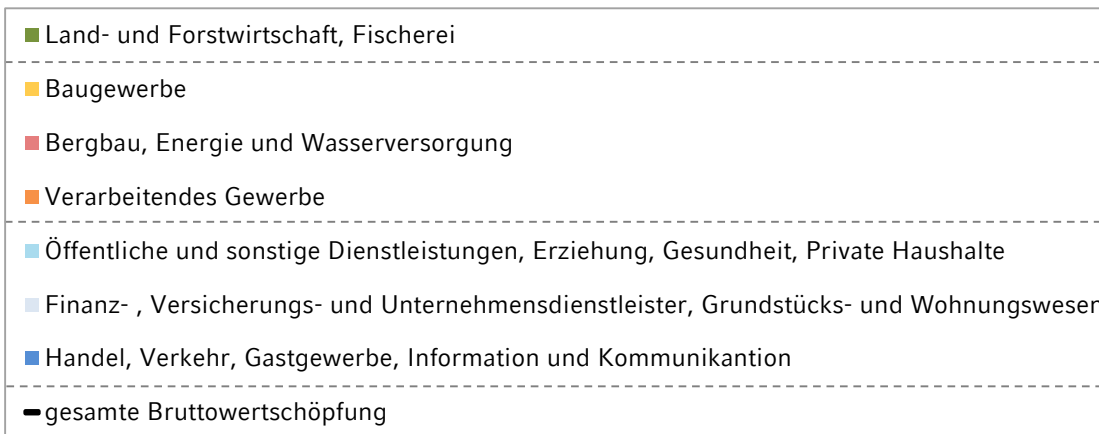 Land- und Forstwirtschaft, Fischerei
Baugewerbe
Bergbau, Energie und Wasserversorgung
Verarbeitendes Gewerbe
Öffentliche und sonstige Dienstleistungen, Erziehung, Gesundheit, Private Haushalte
Finanz- , Versicherungs- und Unternehmensdienstleister, Grundstücks- und Wohnungswesen
Handel, Verkehr, Gastgewerbe, Information und Kommunikantion
gesamte Bruttowertschöpfung